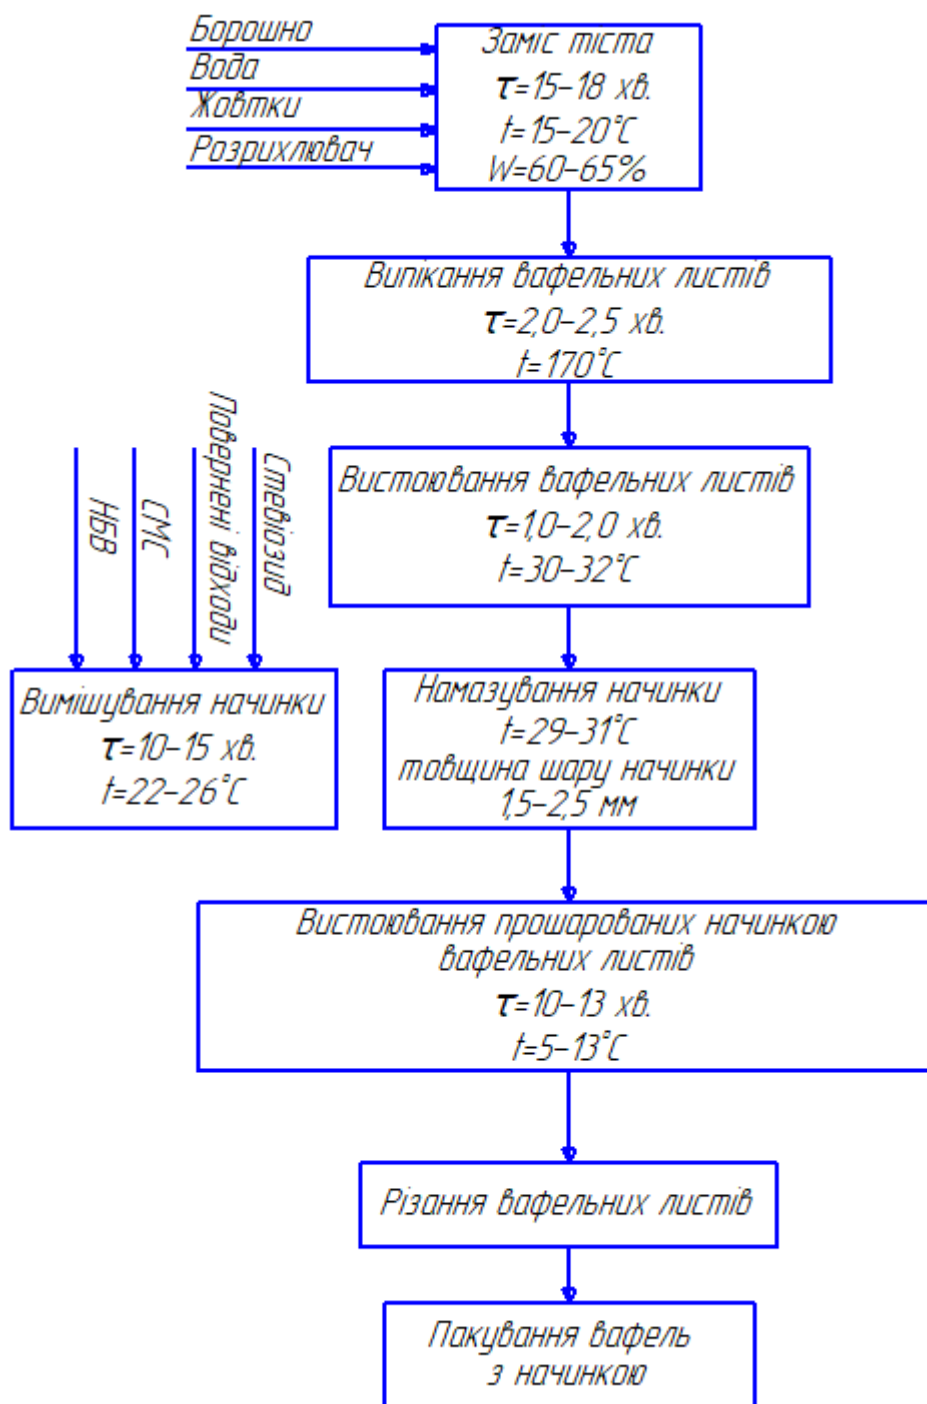 Борошно
Вода
Жовтки
Розрихлювач
Заміс тіста
τ=15-18 хв.
t=15-20°C
W=60-65%
Випікання вафельних листів
τ=2,0-2,5 хв.
t=170°C
НБВ
СМС
Повернені відходи
Стевіозид
Вистоювання вафельних листів
τ=1,0-2,0 хв.
t=30-32°C
Вимішування начинки
τ=10-15 хв.
t=22-26°C
Намазування начинки
t=29-31°C
товщина шару начинки
1,5-2,5 мм
Вистоювання прошарованих начинкою
вафельних листів
τ=10-13 хв.
t=5-13°C
Різання вафельних листів
Пакування вафель
з начинкою